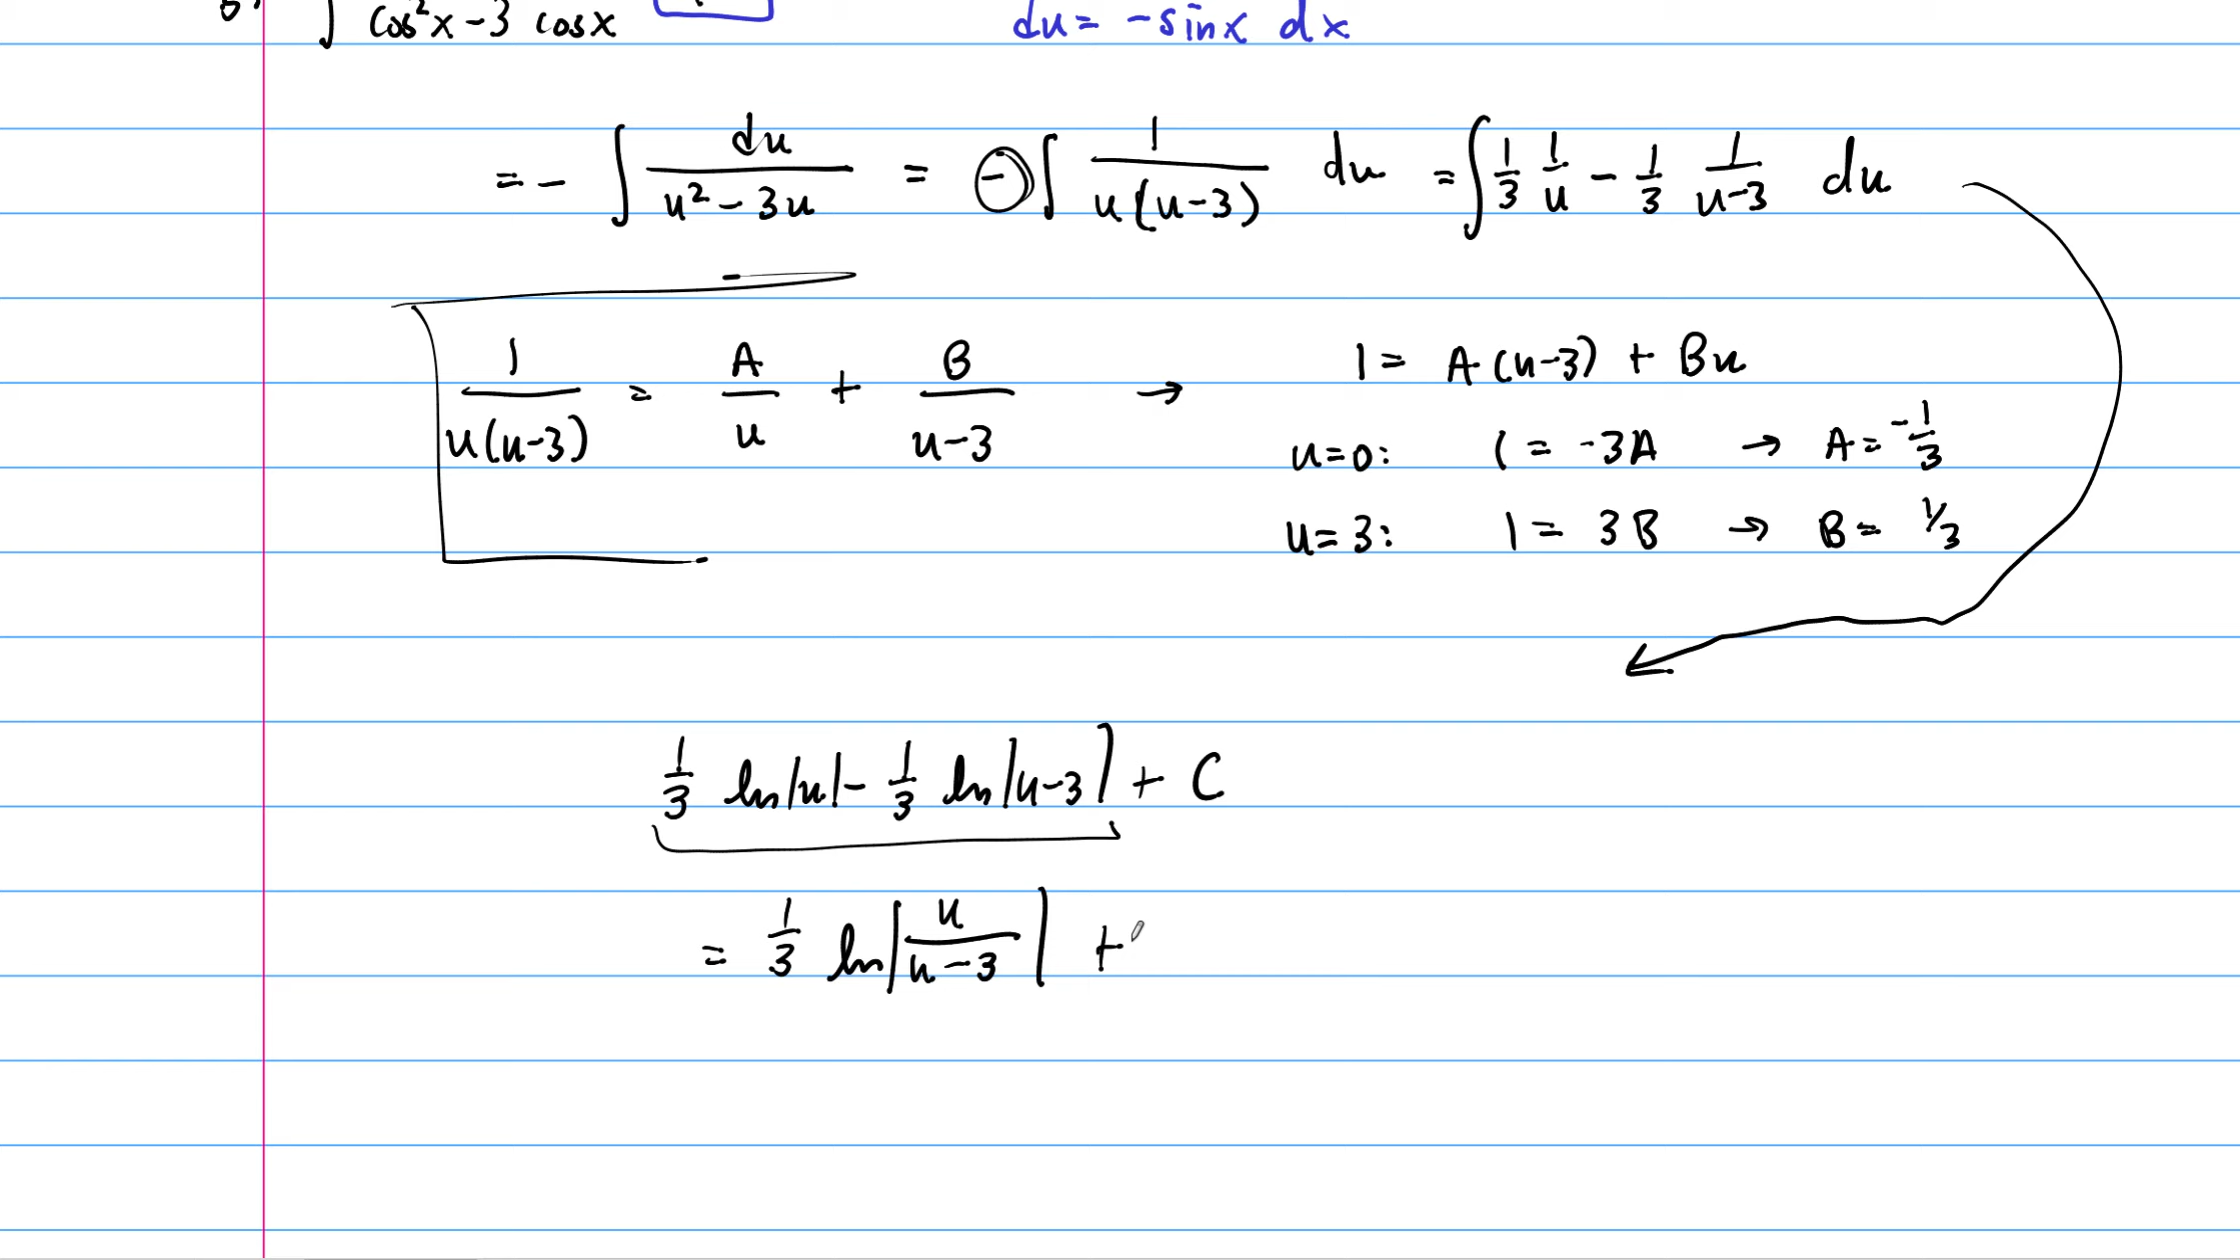 cos²x-3 cosx du= -sinx dx
= - ∫ du/(u²-3u) = - ∫ 1/(u(u-3)) du = ∫ 1/3 1/u - 1/3 1/(u-3) du
1/(u(u-3)) = A/u + B/(u-3) → 1 = A(u-3) + Bu
u=0: 1 = -3A → A = -1/3
u=3: 1 = 3B → B = 1/3
1/3 ln|u| - 1/3 ln|u-3| + C
= 1/3 ln|u/(u-3)| +